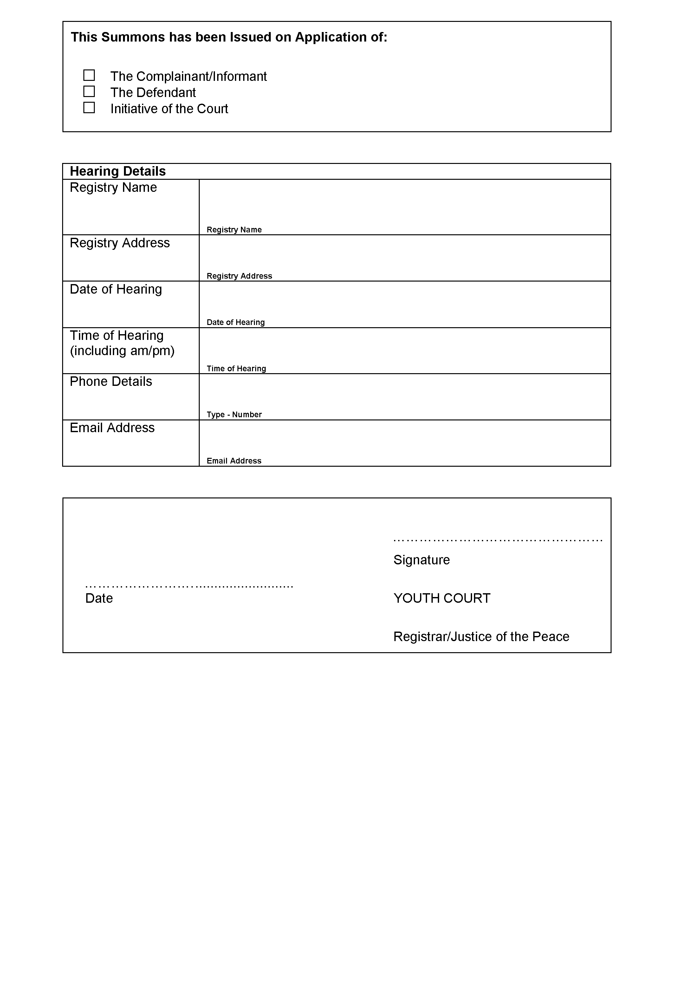 This Summons has been Issued on Application of:
☐ The Complainant/Informant
☐ The Defendant
☐ Initiative of the Court
Hearing Details
Registry Name
Registry Name
Registry Address
Registry Address
Date of Hearing
Date of Hearing
Time of Hearing
(including am/pm)
Time of Hearing
Phone Details
Type - Number
Email Address
Email Address
Signature
Date
YOUTH COURT
Registrar/Justice of the Peace